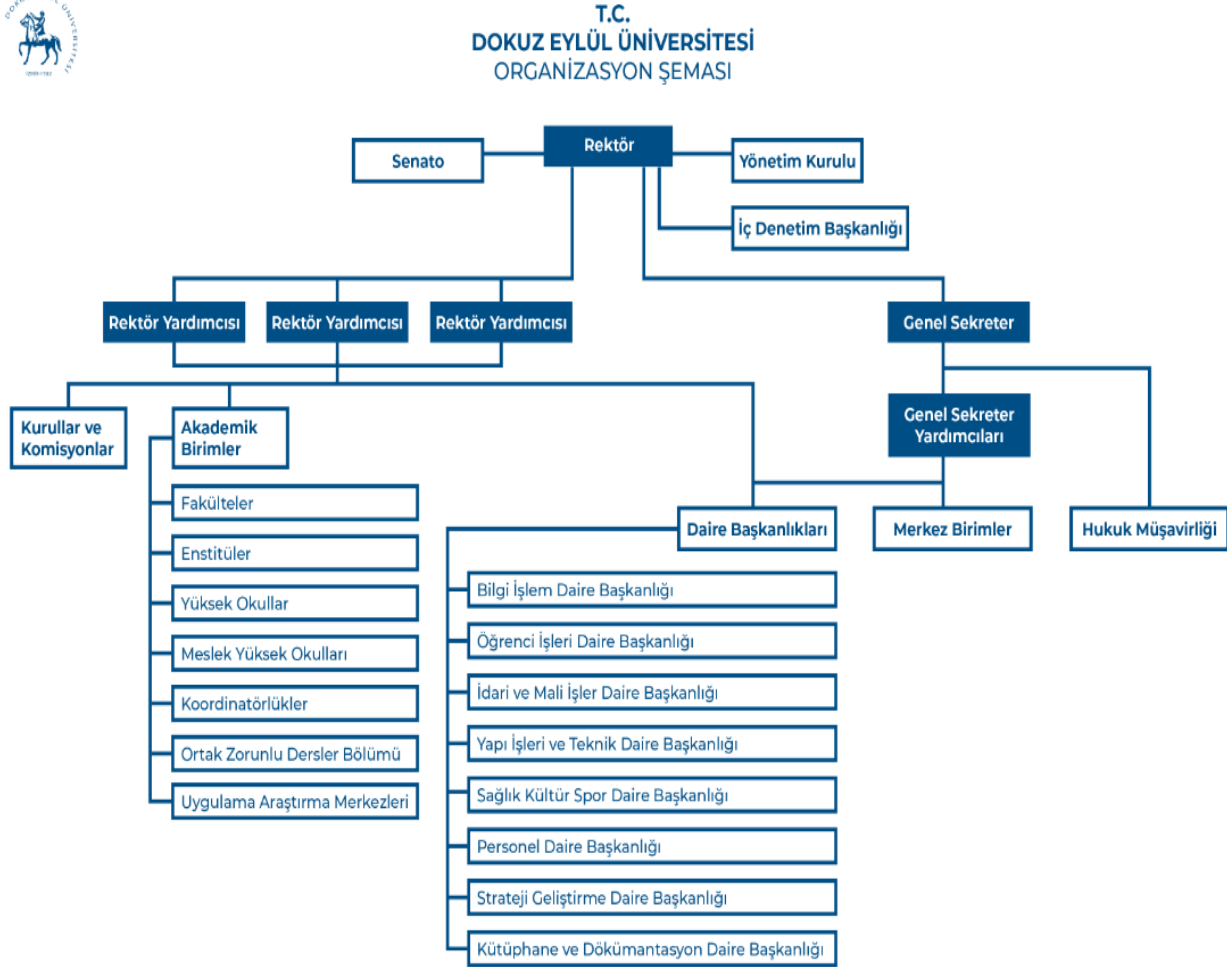 T.C.
DOKUZ EYLÜL ÜNİVERSİTESİ
ORGANİZASYON ŞEMASI
Rektör
Senato
Yönetim Kurulu
İç Denetim Başkanlığı
Rektör Yardımcısı
Rektör Yardımcısı
Rektör Yardımcısı
Genel Sekreter
Kurullar ve
Komisyonlar
Akademik
Birimler
Genel Sekreter
Yardımcıları
Fakülteler
Enstitüler
Yüksek Okullar
Meslek Yüksek Okulları
Koordinatörlükler
Ortak Zorunlu Dersler Bölümü
Uygulama Araştırma Merkezleri
Daire Başkanlıkları
Merkez Birimler
Hukuk Müşavirliği
Bilgi İşlem Daire Başkanlığı
Öğrenci İşleri Daire Başkanlığı
İdari ve Mali İşler Daire Başkanlığı
Yapı İşleri ve Teknik Daire Başkanlığı
Sağlık Kültür Spor Daire Başkanlığı
Personel Daire Başkanlığı
Strateji Geliştirme Daire Başkanlığı
Kütüphane ve Dökümantasyon Daire Başkanlığı